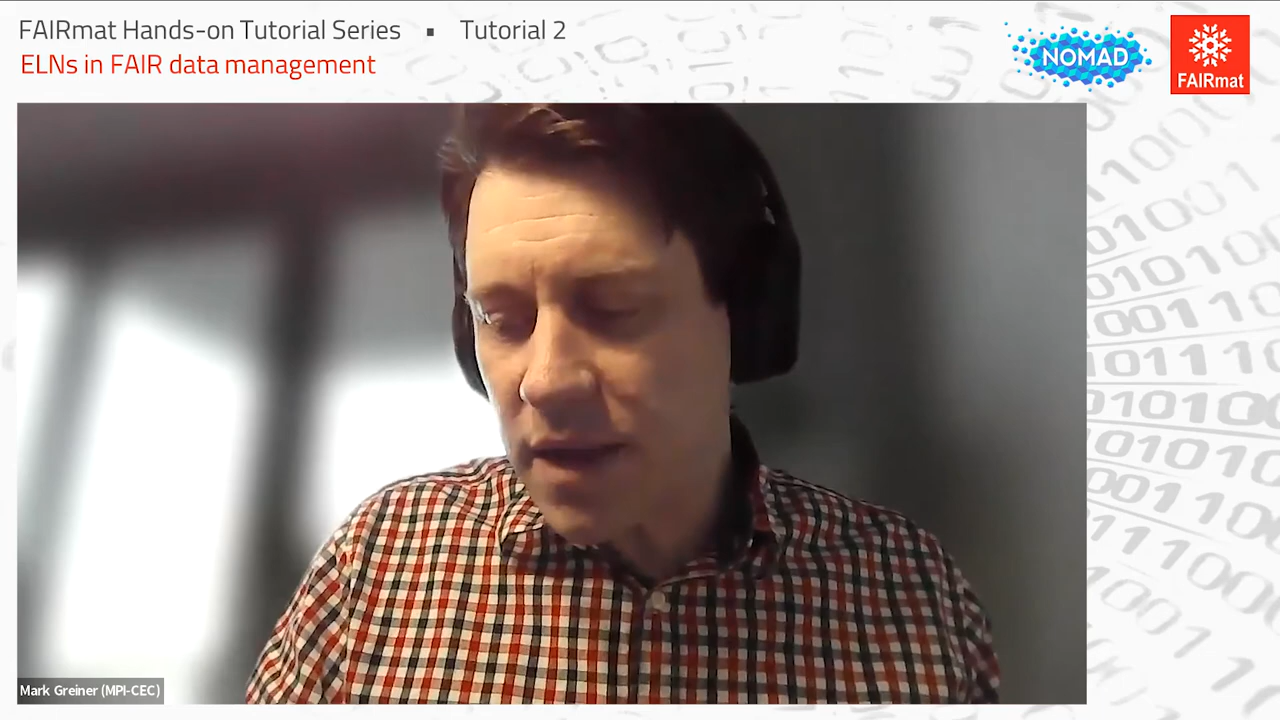 FAIRmat Hands-on Tutorial Series ▪ Tutorial 2
ELNs in FAIR data management
NOMAD
FAIRmat
Mark Greiner (MPI-CEC)